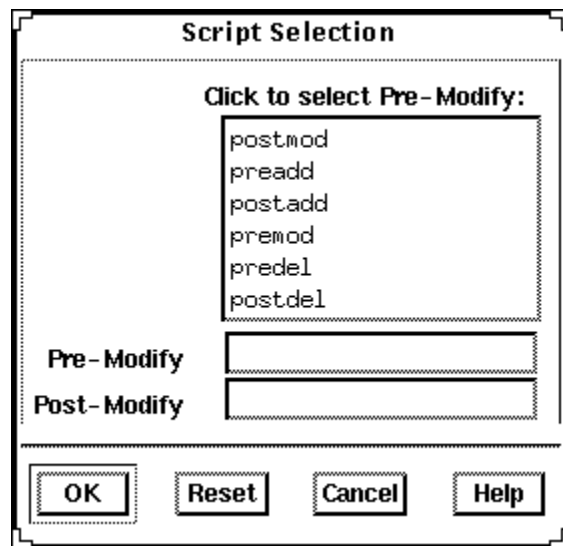 Script Selection
Click to select Pre-Modify:
postmod
preadd
postadd
premod
predel
postdel
Pre-Modify
Post-Modify
OK Reset Cancel Help